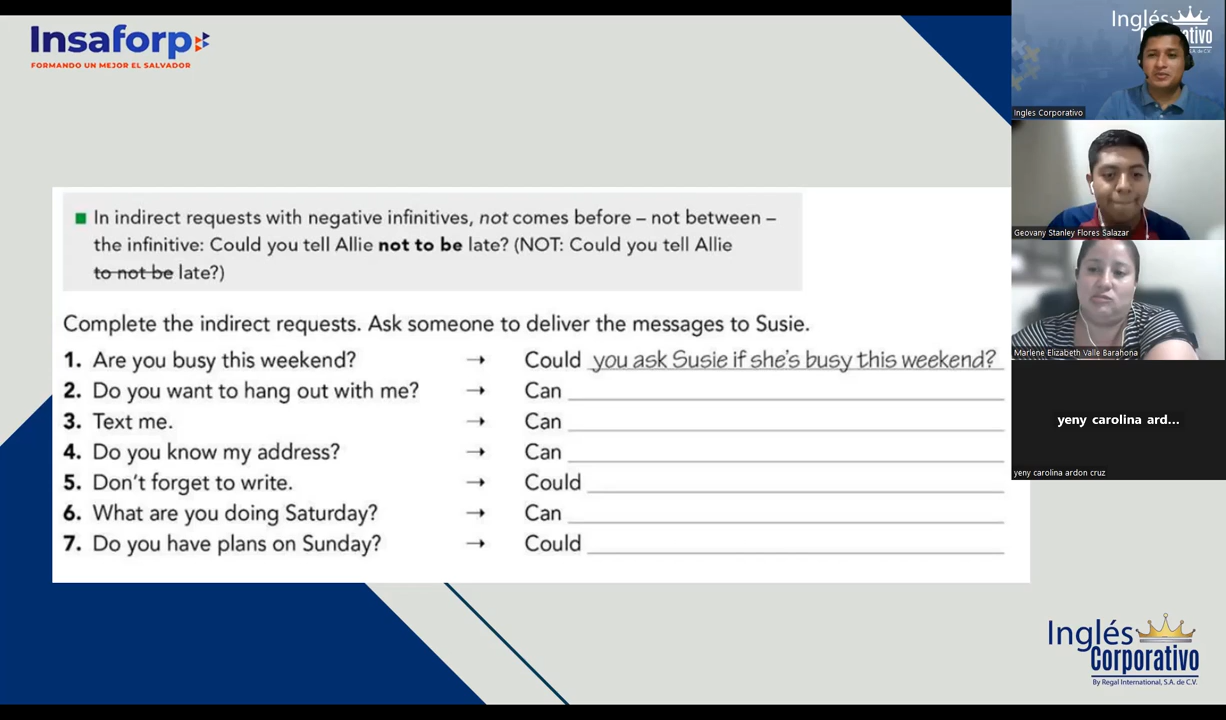 Insaforp
FORMANDO UN MEJOR EL SALVADOR
In indirect requests with negative infinitives, not comes before – not between –
the infinitive: Could you tell Allie not to be late? (NOT: Could you tell Allie
to not be late?)
Complete the indirect requests. Ask someone to deliver the messages to Susie.
1. Are you busy this weekend? → Could you ask Susie if she's busy this weekend?
2. Do you want to hang out with me? → Can
3. Text me. → Can
4. Do you know my address? → Can
5. Don't forget to write. → Could
6. What are you doing Saturday? → Can
7. Do you have plans on Sunday? → Could
Inglés
Ingles Corporativo
Geovany Stanley Flores Salazar
Marlene Elizabeth Valle Barahona
yeny carolina ard...
yeny carolina ardon cruz
Inglés
Corporativo
By Regal International, S.A. de C.V.